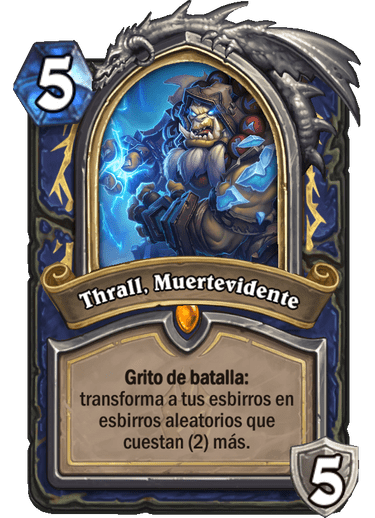 5
Thrall, Muertevidente
Grito de batalla:
transforma a tus esbirros en
esbirros aleatorios que
cuestan (2) más.
5